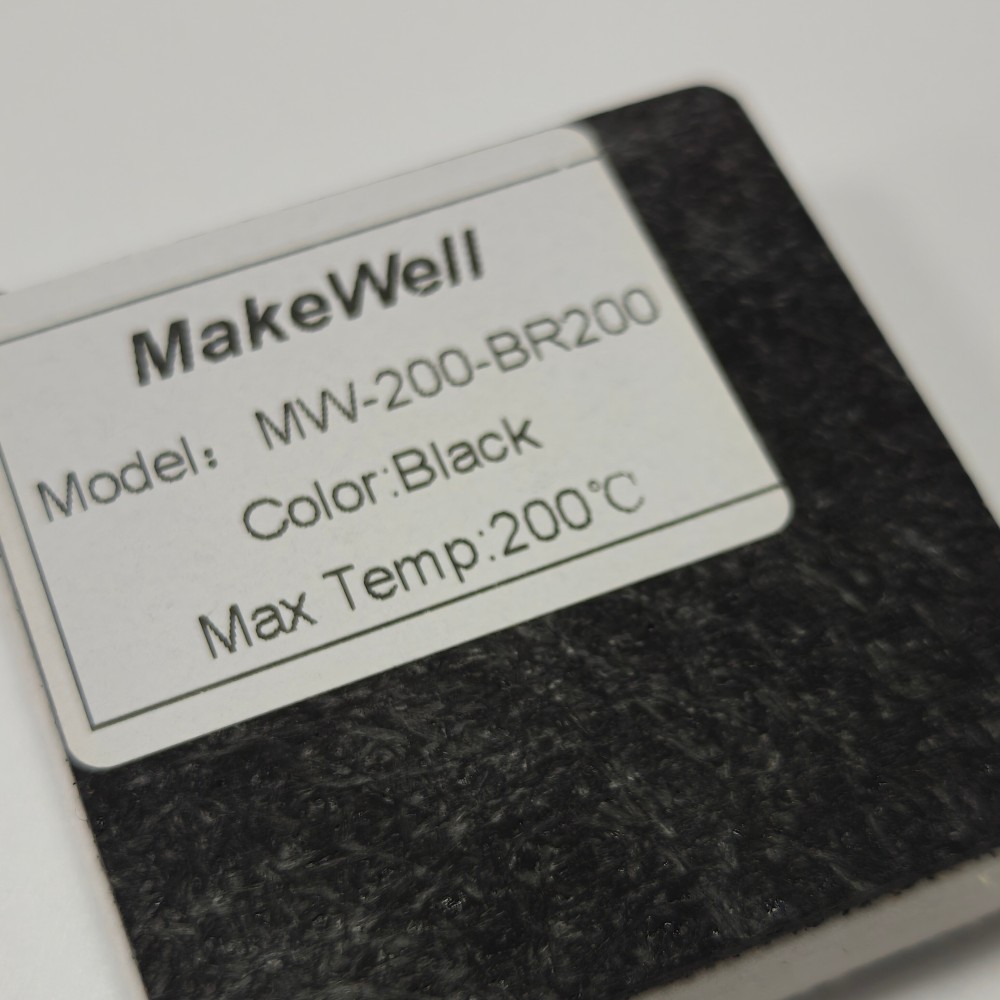 MakeWell
Model： MW-200-BR200
Color:Black
Max Temp:200℃